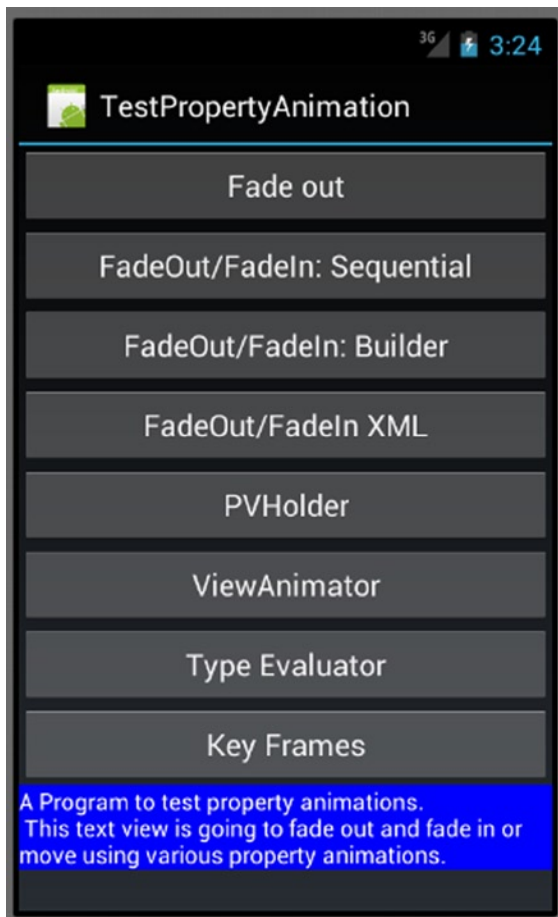 3G 3:24
TestPropertyAnimation
Fade out
FadeOut/FadeIn: Sequential
FadeOut/FadeIn: Builder
FadeOut/FadeIn XML
PVHolder
ViewAnimator
Type Evaluator
Key Frames
A Program to test property animations.
This text view is going to fade out and fade in or
move using various property animations.